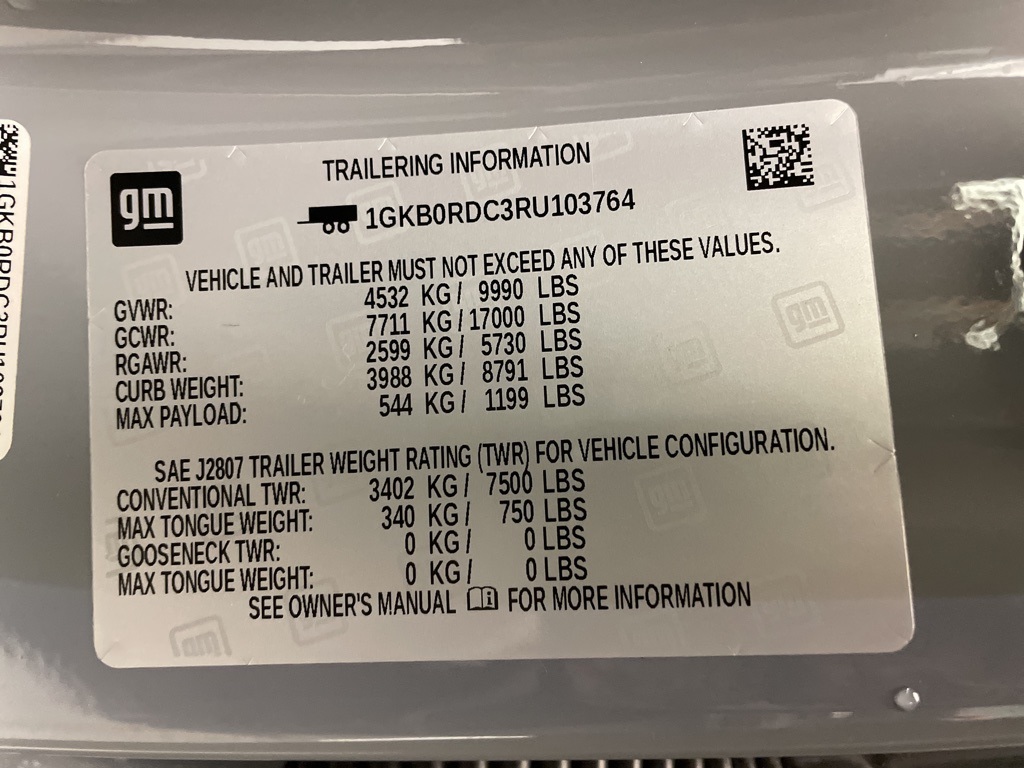 gm
TRAILERING INFORMATION
1GKB0RDC3RU103764
VEHICLE AND TRAILER MUST NOT EXCEED ANY OF THESE VALUES.
GVWR: 4532 KG / 9990 LBS
GCWR: 7711 KG / 17000 LBS
RGAWR: 2599 KG / 5730 LBS
CURB WEIGHT: 3988 KG / 8791 LBS
MAX PAYLOAD: 544 KG / 1199 LBS
SAE J2807 TRAILER WEIGHT RATING (TWR) FOR VEHICLE CONFIGURATION.
CONVENTIONAL TWR: 3402 KG / 7500 LBS
MAX TONGUE WEIGHT: 340 KG / 750 LBS
GOOSENECK TWR: 0 KG / 0 LBS
MAX TONGUE WEIGHT: 0 KG / 0 LBS
SEE OWNER'S MANUAL FOR MORE INFORMATION